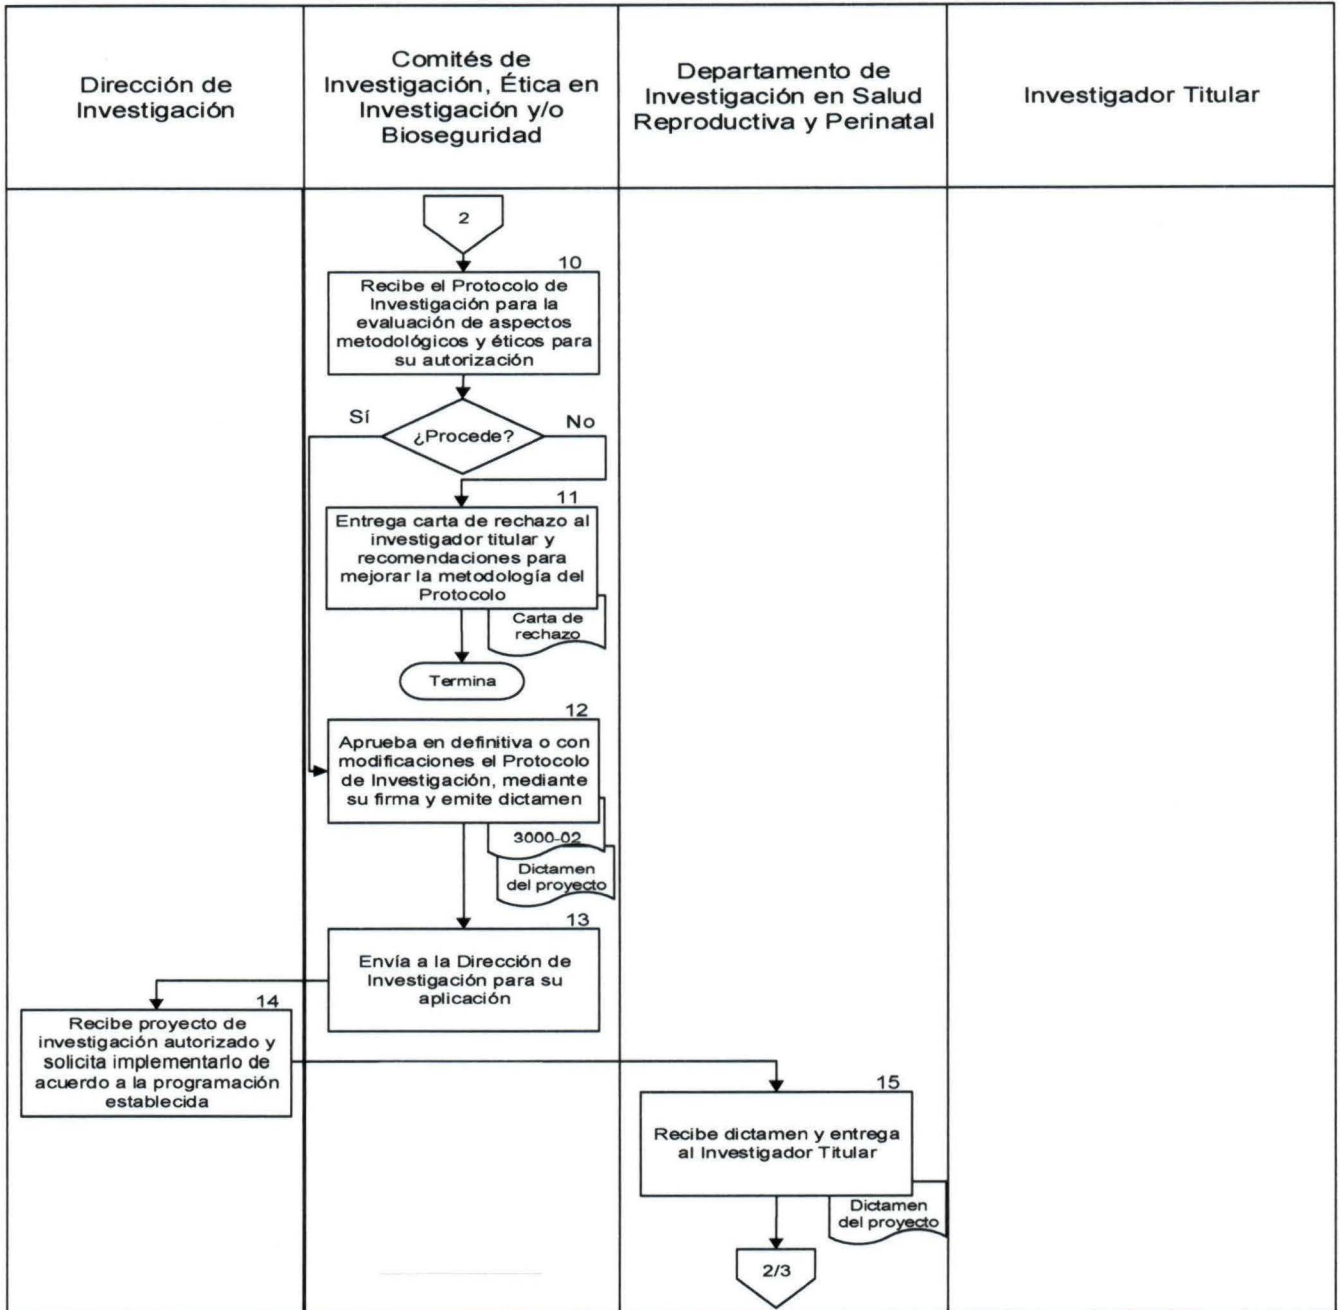 Dirección de
Investigación
Comités de
Investigación, Ética en
Investigación y/o
Bioseguridad
Departamento de
Investigación en Salud
Reproductiva y Perinatal
Investigador Titular
2
10
Recibe el Protocolo de
Investigación para la
evaluación de aspectos
metodológicos y éticos para
su autorización
Sí
¿Procede?
No
11
Entrega carta de rechazo al
investigador titular y
recomendaciones para
mejorar la metodología del
Protocolo
Carta de
rechazo
Termina
12
Aprueba en definitiva o con
modificaciones el Protocolo
de Investigación, mediante
su firma y emite dictamen
3000-02
Dictamen
del proyecto
13
Envía a la Dirección de
Investigación para su
aplicación
14
Recibe proyecto de
investigación autorizado y
solicita implementarlo de
acuerdo a la programación
establecida
15
Recibe dictamen y entrega
al Investigador Titular
Dictamen
del proyecto
2/3